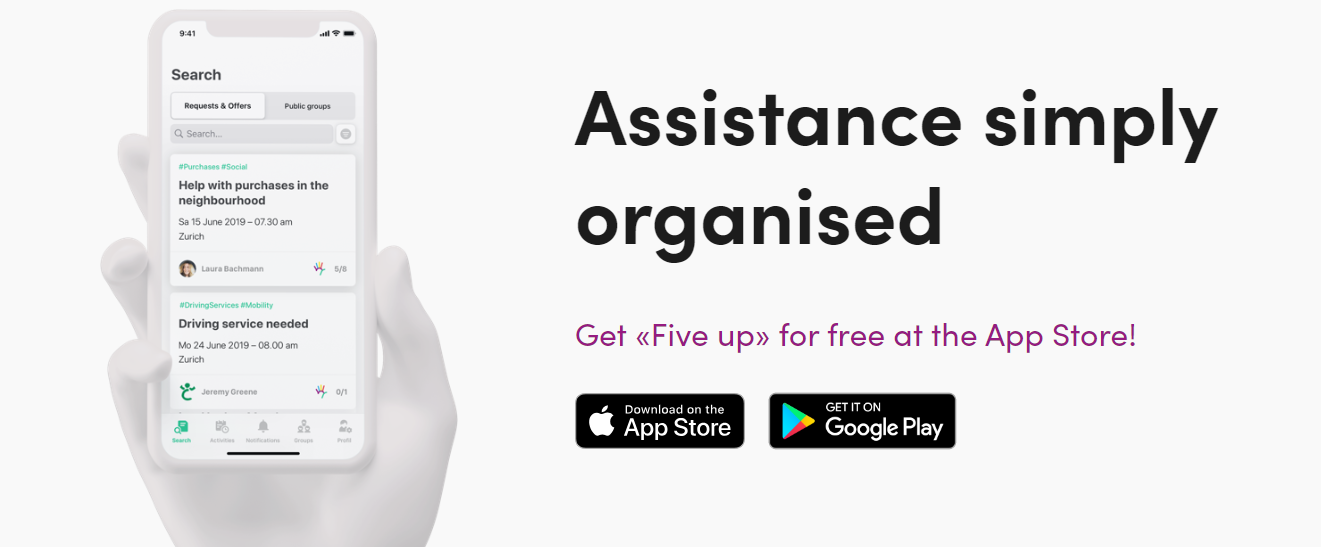 9:41
Search
Requests & Offers
Public groups
Search...
#Purchases #Social
Help with purchases in the
neighbourhood
Sa 15 June 2019 – 07.30 am
Zurich
Laura Bachmann
5/8
#DrivingServices #Mobility
Driving service needed
Mo 24 June 2019 – 08.00 am
Zurich
Jeremy Greene
0/1
Search
Activities
Notifications
Groups
Profil
Assistance simply
organised
Get «Five up» for free at the App Store!
Download on the
App Store
GET IT ON
Google Play